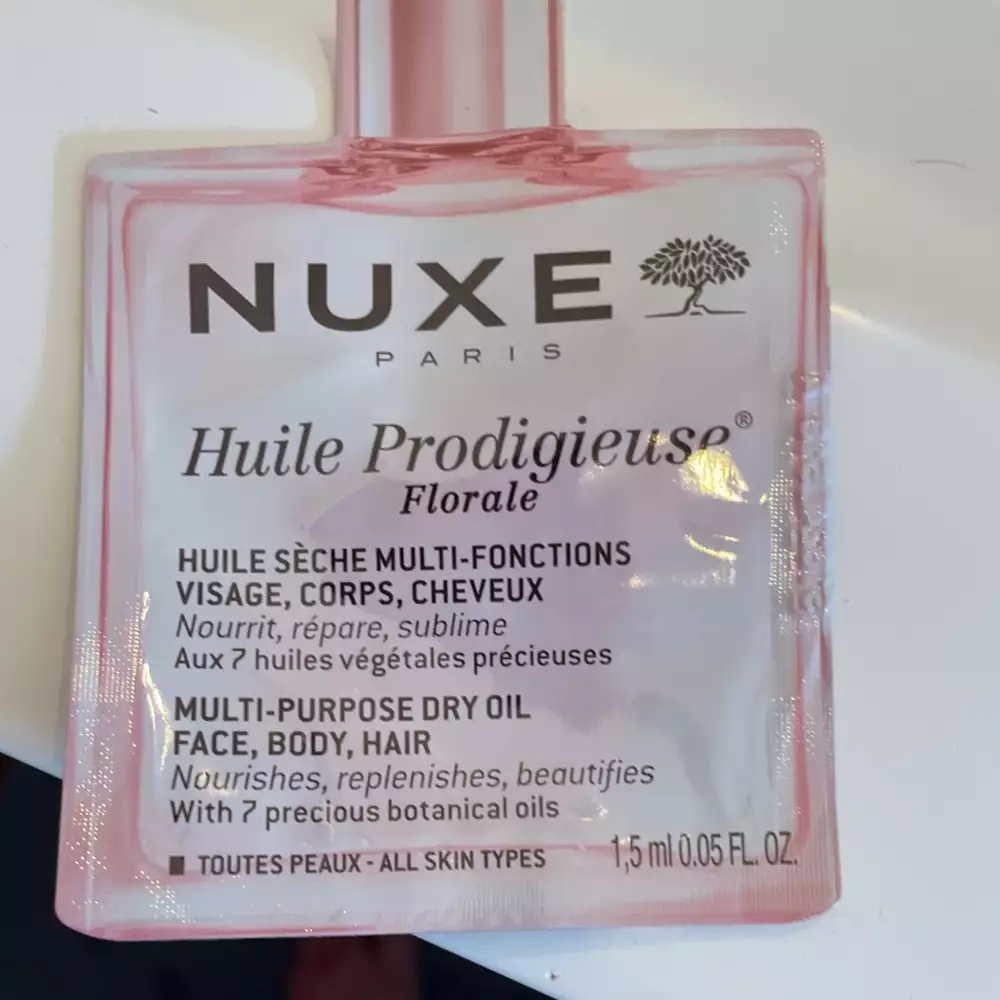 NUXE
PARIS
Huile Prodigieuse®
Florale
HUILE SÈCHE MULTI-FONCTIONS
VISAGE, CORPS, CHEVEUX
Nourrit, répare, sublime
Aux 7 huiles végétales précieuses
MULTI-PURPOSE DRY OIL
FACE, BODY, HAIR
Nourishes, replenishes, beautifies
With 7 precious botanical oils
TOUTES PEAUX - ALL SKIN TYPES
1,5 ml 0.05 FL. OZ.